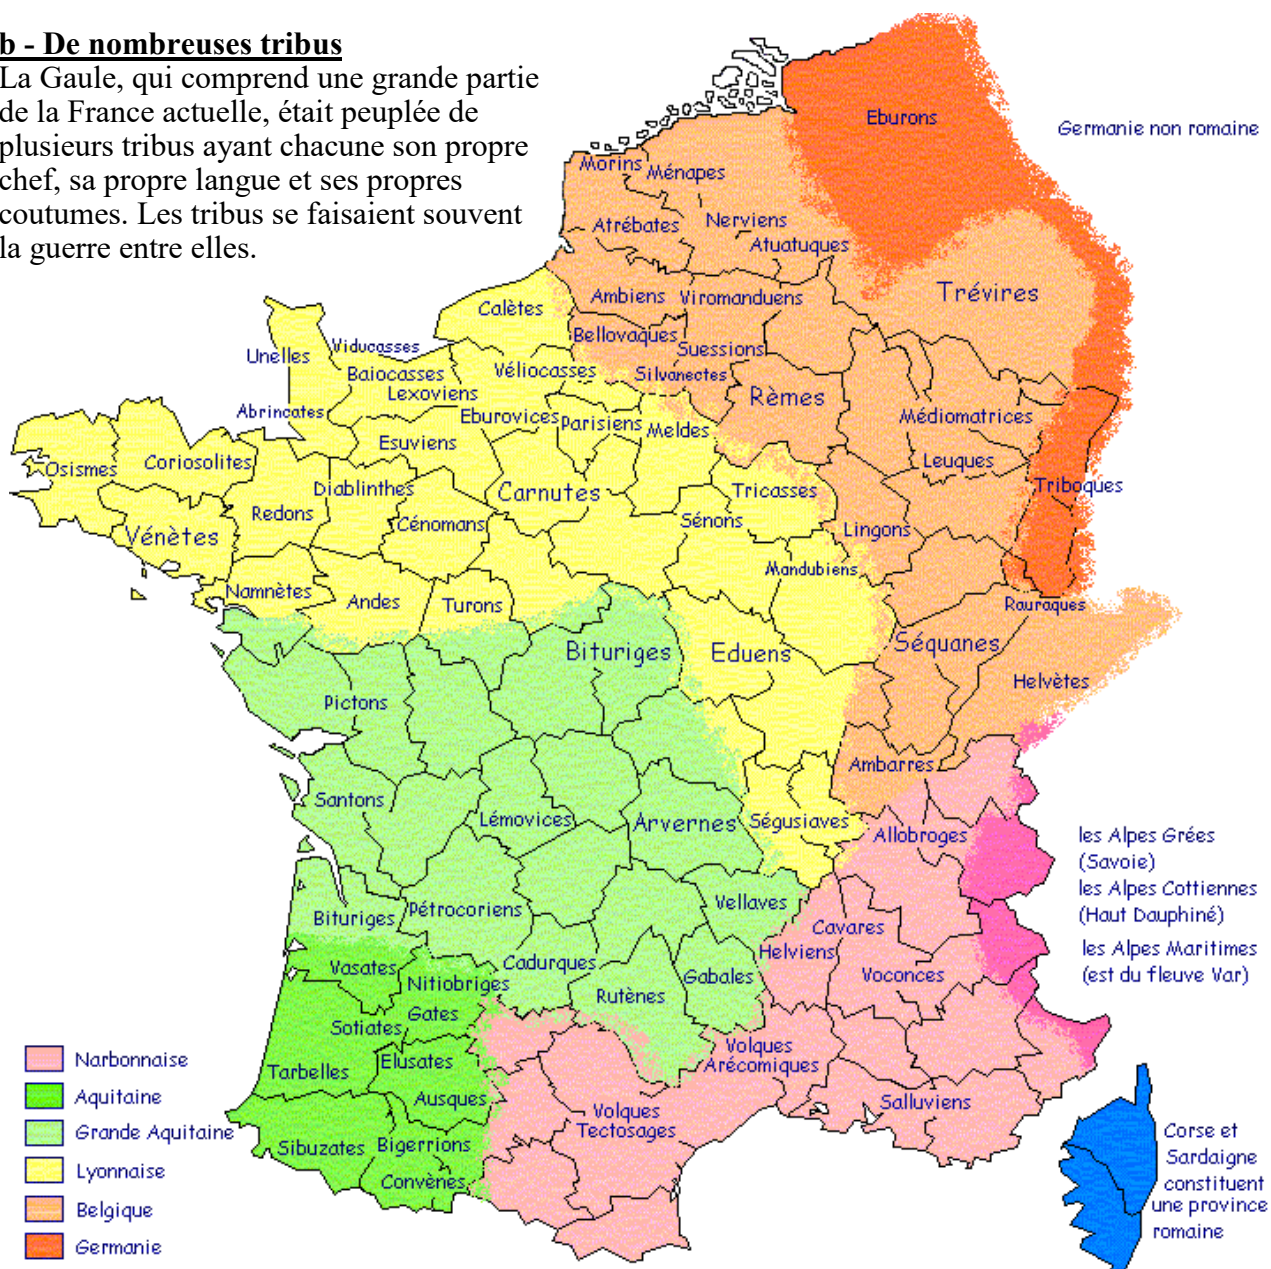 b - De nombreuses tribus
La Gaule, qui comprend une grande partie
de la France actuelle, était peuplée de
plusieurs tribus ayant chacune son propre
chef, sa propre langue et ses propres
coutumes. Les tribus se faisaient souvent
la guerre entre elles.
Eburons
Germanie non romaine
Morins
Ménapes
Atrébates
Nerviens
Atuatuques
Trévires
Calètes
Ambiens
Viromanduens
Bellovaques
Suessions
Silvanectes
Unelles
Viducasses
Baiocasses
Lexoviens
Véliocasses
Rèmes
Abrincates
Eburovices
Parisiens
Meldes
Médiomatrices
Esuviens
Osismes
Coriosolites
Leuques
Diablinthes
Carnutes
Tricasses
Triboques
Redons
Cénomans
Sénons
Lingons
Vénètes
Mandubiens
Namnètes
Andes
Turons
Rauraques
Bituriges
Eduens
Séquanes
Helvètes
Pictons
Ambarres
Santons
Lémovices
Arvernes
Ségusiaves
Allobroges
les Alpes Grées
(Savoie)
les Alpes Cottiennes
(Haut Dauphiné)
les Alpes Maritimes
(est du fleuve Var)
Bituriges
Pétrocoriens
Vellaves
Cavares
Helviens
Vasates
Nitiobriges
Cadurques
Rutènes
Gabales
Voconces
Sotiates
Gates
Volques
Arécomiques
Tarbelles
Elusates
Ausques
Volques
Tectosages
Salluviens
Sibuzates
Bigerrions
Convènes
Narbonnaise
Aquitaine
Grande Aquitaine
Lyonnaise
Belgique
Germanie
Corse et
Sardaigne
constituent
une province
romaine